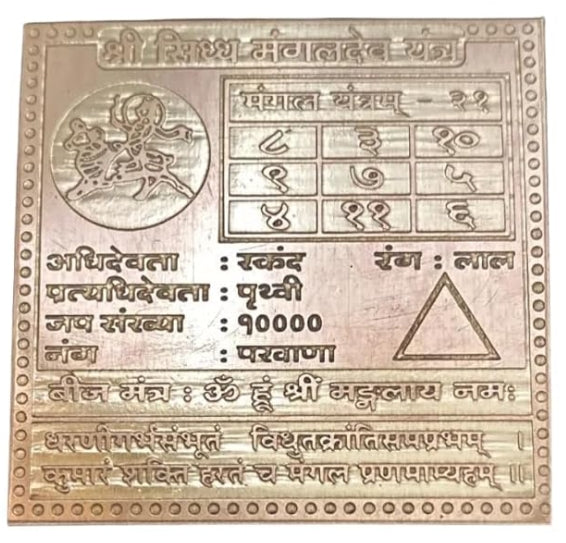 श्री सिध्ध मंगलदेव यंत्र
मंगल यंत्रम् - २१
८ ३ १०
९ ७ ५
४ ११ ६
अधिदेवता : स्कंद रंग : लाल
प्रत्यधिदेवता : पृथ्वी
जप संख्या : १००००
नंग : परवाणा
बीज मंत्र : ॐ हूं श्रीं मङ्गलाय नमः
धरणीगर्भसंभूतं विधुतक्रांतिसमप्रभम् ।
कुमारं शक्ति हस्तं च मंगल प्रणमाम्यहम् ॥